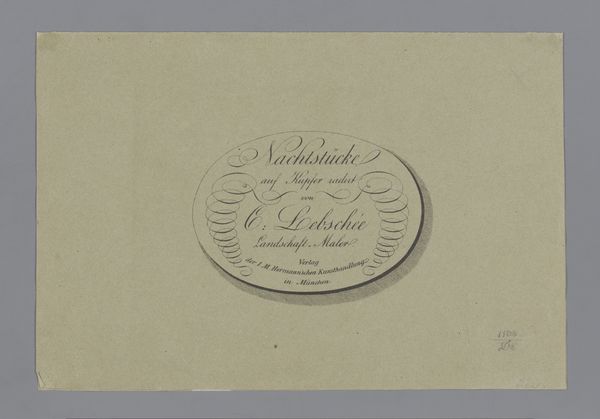 Nachtstücke
auf Kupfer radirt
von
C: Lebschée
Landschaft-Maler.
Verlag
der I. M. Hermannischen Kunsthandlung
in München.